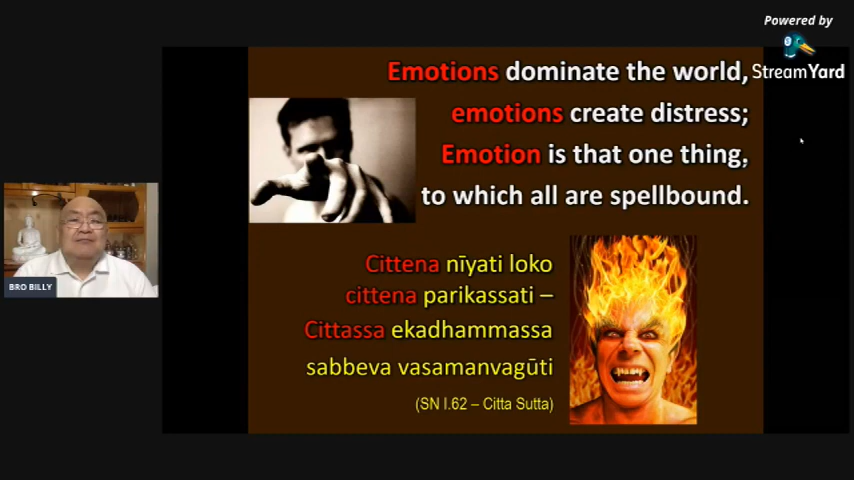 Powered by
StreamYard
Emotions dominate the world,
emotions create distress;
Emotion is that one thing,
to which all are spellbound.
Cittena nīyati loko
cittena parikassati –
Cittassa ekadhammassa
sabbeva vasamanvagūti
(SN I.62 – Citta Sutta)
BRO BILLY